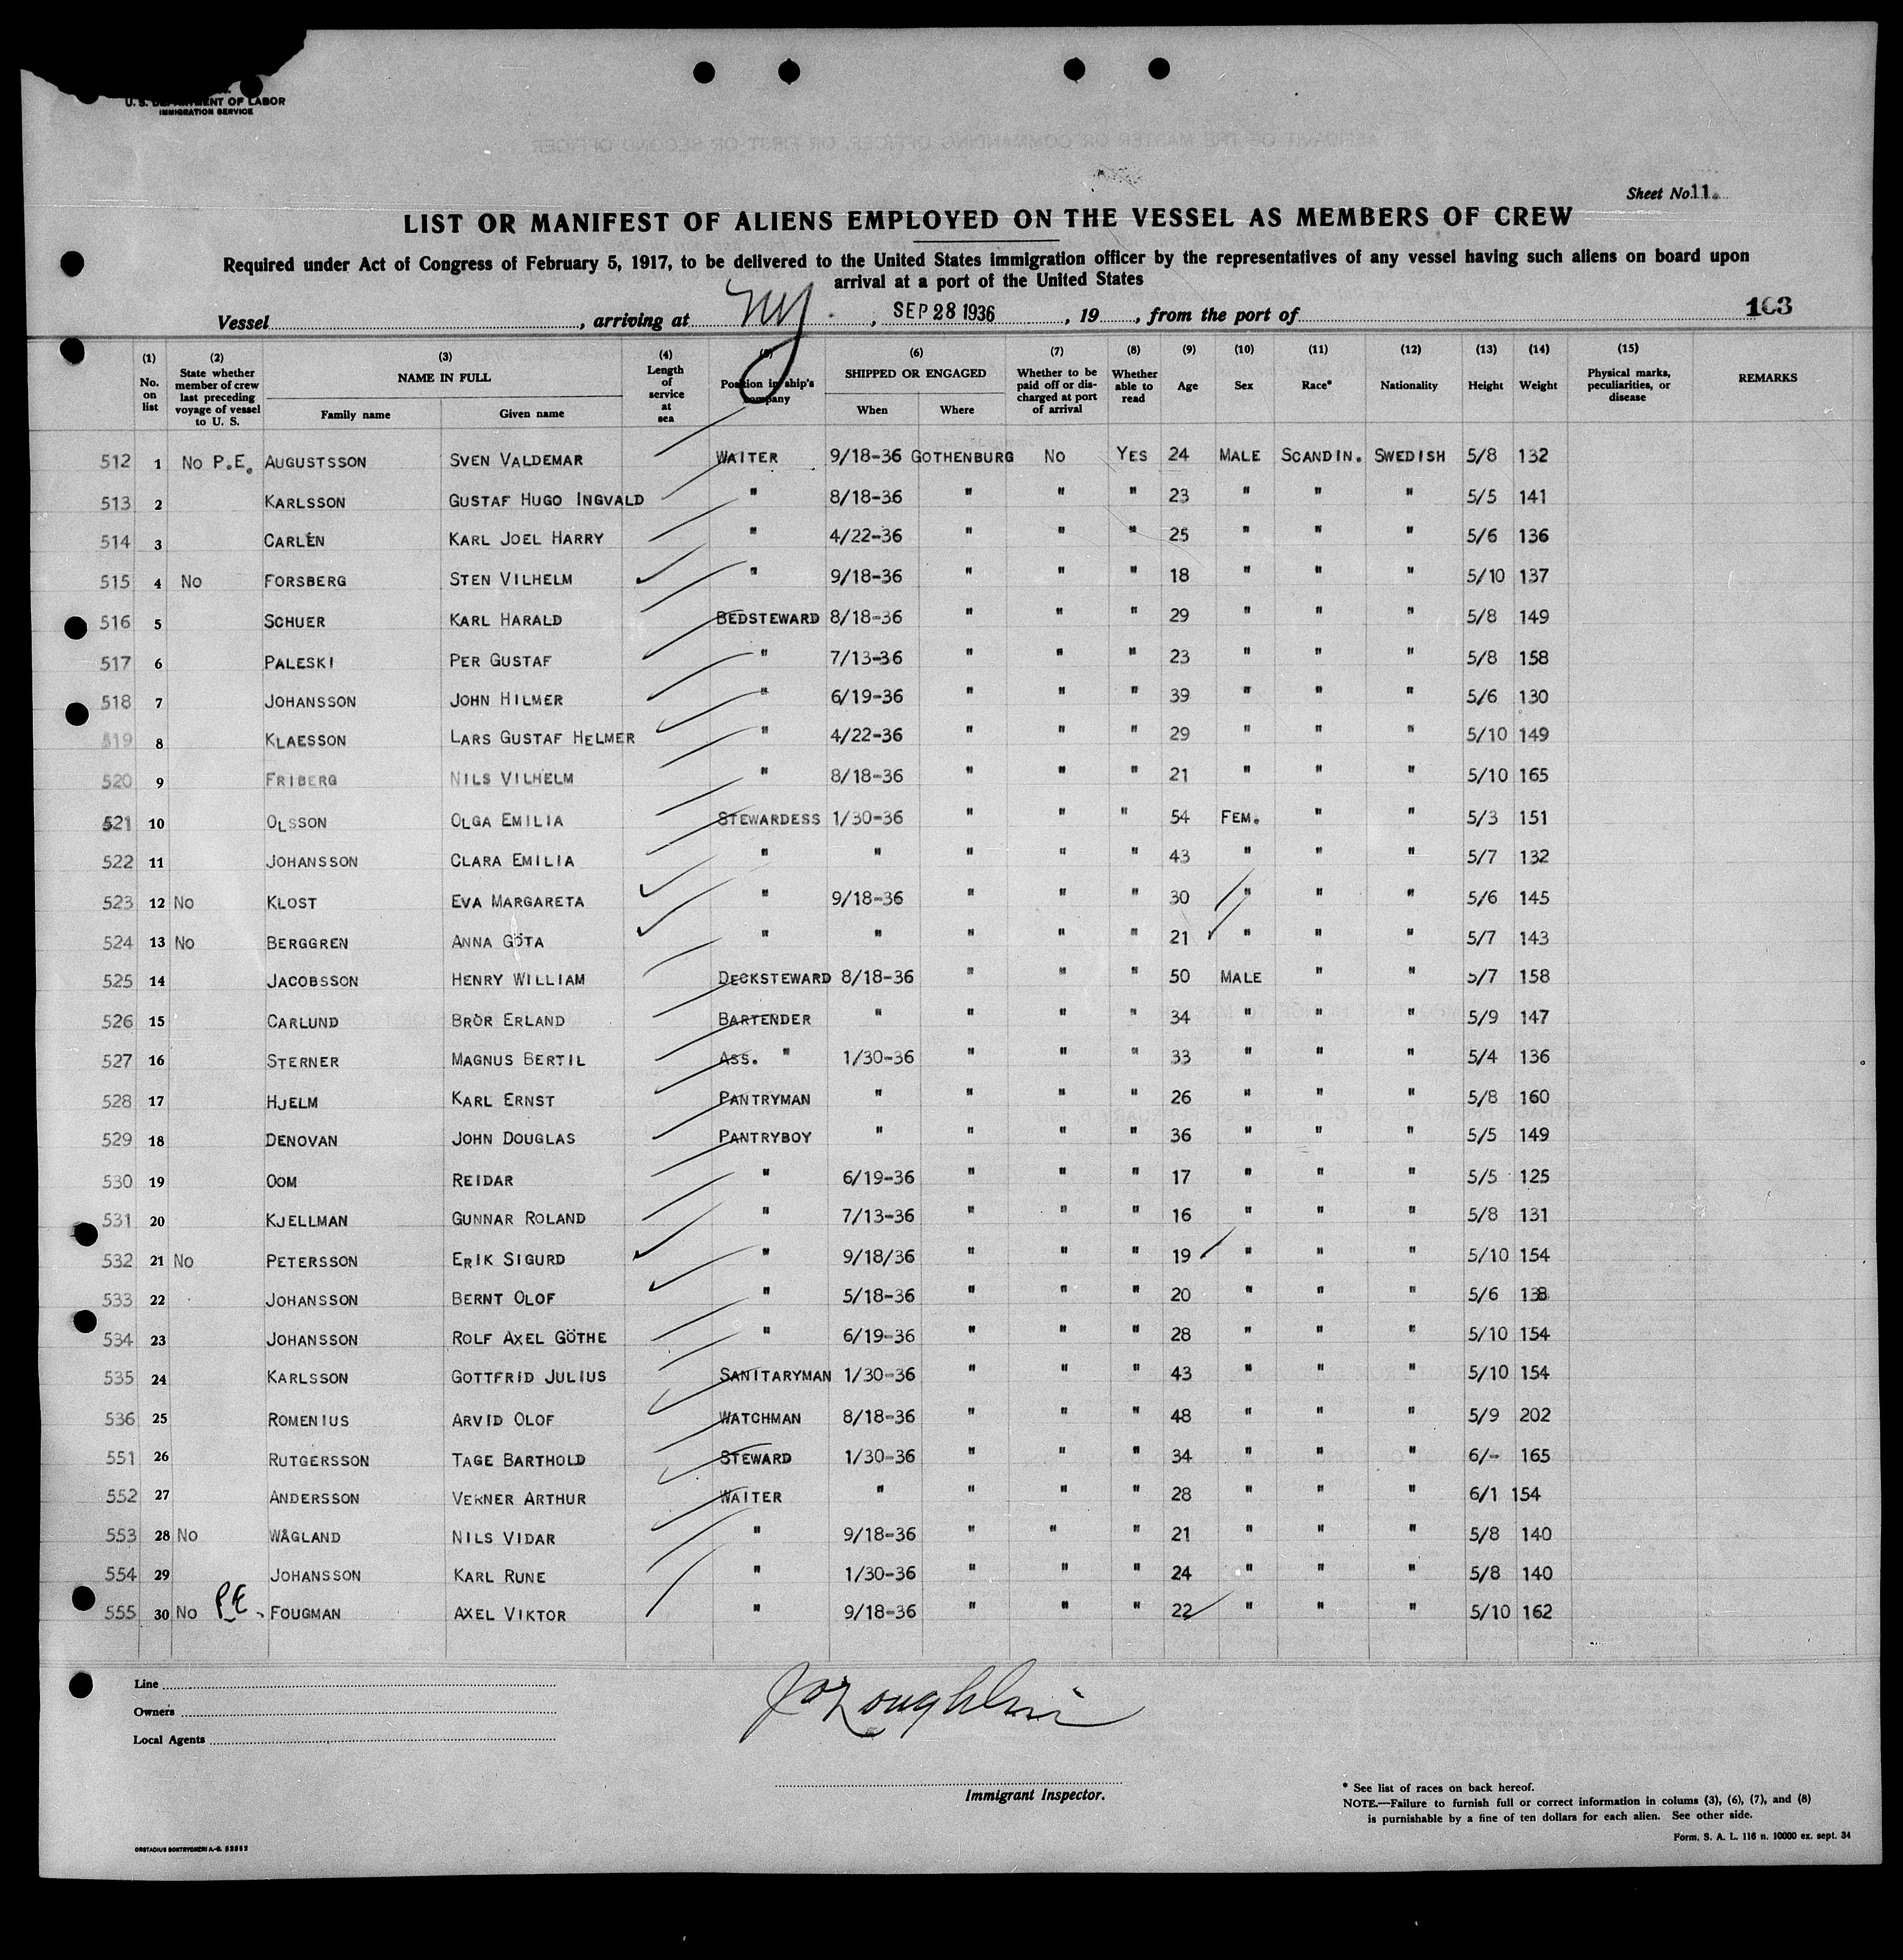 U. S. DEPARTMENT OF LABOR
IMMIGRATION SERVICE
Sheet No. 11.
LIST OR MANIFEST OF ALIENS EMPLOYED ON THE VESSEL AS MEMBERS OF CREW
Required under Act of Congress of February 5, 1917, to be delivered to the United States immigration officer by the representatives of any vessel having such aliens on board upon
arrival at a port of the United States
Vessel, arriving at NY., SEP 28 1936, 19, from the port of 103
(1) No. on list (2) State whether member of crew last preceding voyage of vessel to U. S. (3) NAME IN FULL Family name Given name (4) Length of service at sea (5) Position in ship's company (6) SHIPPED OR ENGAGED When Where (7) Whether to be paid off or discharged at port of arrival (8) Whether able to read (9) Age (10) Sex (11) Race* (12) Nationality (13) Height (14) Weight (15) Physical marks, peculiarities, or disease REMARKS
512 1 No P.E. AUGUSTSSON SVEN VALDEMAR WAITER 9/18-36 GOTHENBURG No YES 24 MALE SCANDIN. SWEDISH 5/8 132
513 2 KARLSSON GUSTAF HUGO INGVALD " 8/18-36 " " " 23 " " " 5/5 141
514 3 CARLÉN KARL JOEL HARRY " 4/22-36 " " " 25 " " " 5/6 136
515 4 No FORSBERG STEN VILHELM " 9/18-36 " " " 18 " " " 5/10 137
516 5 SCHUER KARL HARALD BEDSTEWARD 8/18-36 " " " 29 " " " 5/8 149
517 6 PALESKI PER GUSTAF " 7/13-36 " " " 23 " " " 5/8 158
518 7 JOHANSSON JOHN HILMER " 6/19-36 " " " 39 " " " 5/6 130
519 8 KLAESSON LARS GUSTAF HELMER " 4/22-36 " " " 29 " " " 5/10 149
520 9 FRIBERG NILS VILHELM " 8/18-36 " " " 21 " " " 5/10 165
521 10 OLSSON OLGA EMILIA STEWARDESS 1/30-36 " " " 54 FEM. " " 5/3 151
522 11 JOHANSSON CLARA EMILIA " " " " " 43 " " " 5/7 132
523 12 No KLOST EVA MARGARETA " 9/18-36 " " " 30 " " " 5/6 145
524 13 No BERGGREN ANNA GÖTA " " " " " 21 " " " 5/7 143
525 14 JACOBSSON HENRY WILLIAM DECKSTEWARD 8/18-36 " " " 50 MALE " " 5/7 158
526 15 CARLUND BROR ERLAND BARTENDER " " " " 34 " " " 5/9 147
527 16 STERNER MAGNUS BERTIL ASS. " 1/30-36 " " " 33 " " " 5/4 136
528 17 HJELM KARL ERNST PANTRYMAN " " " " 26 " " " 5/8 160
529 18 DENOVAN JOHN DOUGLAS PANTRYBOY " " " " 36 " " " 5/5 149
530 19 OOM REIDAR " 6/19-36 " " " 17 " " " 5/5 125
531 20 KJELLMAN GUNNAR ROLAND " 7/13-36 " " " 16 " " " 5/8 131
532 21 No PETERSSON ERIK SIGURD " 9/18/36 " " " 19 " " " 5/10 154
533 22 JOHANSSON BERNT OLOF " 5/18-36 " " " 20 " " " 5/6 138
534 23 JOHANSSON ROLF AXEL GÖTHE " 6/19-36 " " " 28 " " " 5/10 154
535 24 KARLSSON GOTTFRID JULIUS SANITARYMAN 1/30-36 " " " 43 " " " 5/10 154
536 25 ROMENIUS ARVID OLOF WATCHMAN 8/18-36 " " " 48 " " " 5/9 202
551 26 RUTGERSSON TAGE BARTHOLD STEWARD 1/30-36 " " " 34 " " " 6/- 165
552 27 ANDERSSON VERNER ARTHUR WAITER " " " " 28 " " " 6/1 154
553 28 No WÅGLAND NILS VIDAR " 9/18-36 " " " 21 " " " 5/8 140
554 29 JOHANSSON KARL RUNE " 1/30-36 " " " 24 " " " 5/8 140
555 30 No P.E. FOUGMAN AXEL VIKTOR " 9/18-36 " " " 22 " " " 5/10 162
Line
Owners
Local Agents
Immigrant Inspector.
* See list of races on back hereof.
NOTE.—Failure to furnish full or correct information in colums (3), (6), (7), and (8)
is punishable by a fine of ten dollars for each alien. See other side.
Form. S. A. L. 116 n. 10000 ex. sept. 34